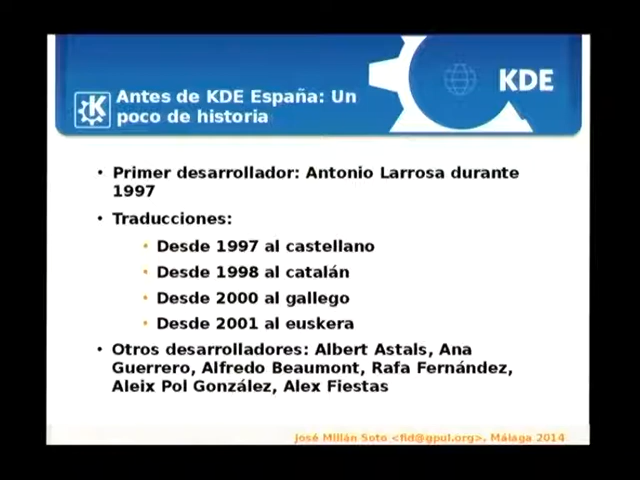 Antes de KDE España: Un
poco de historia
KDE
• Primer desarrollador: Antonio Larrosa durante
1997
• Traducciones:
• Desde 1997 al castellano
• Desde 1998 al catalán
• Desde 2000 al gallego
• Desde 2001 al euskera
• Otros desarrolladores: Albert Astals, Ana
Guerrero, Alfredo Beaumont, Rafa Fernández,
Aleix Pol González, Alex Fiestas
José Millán Soto <fid@gpul.org>, Málaga 2014